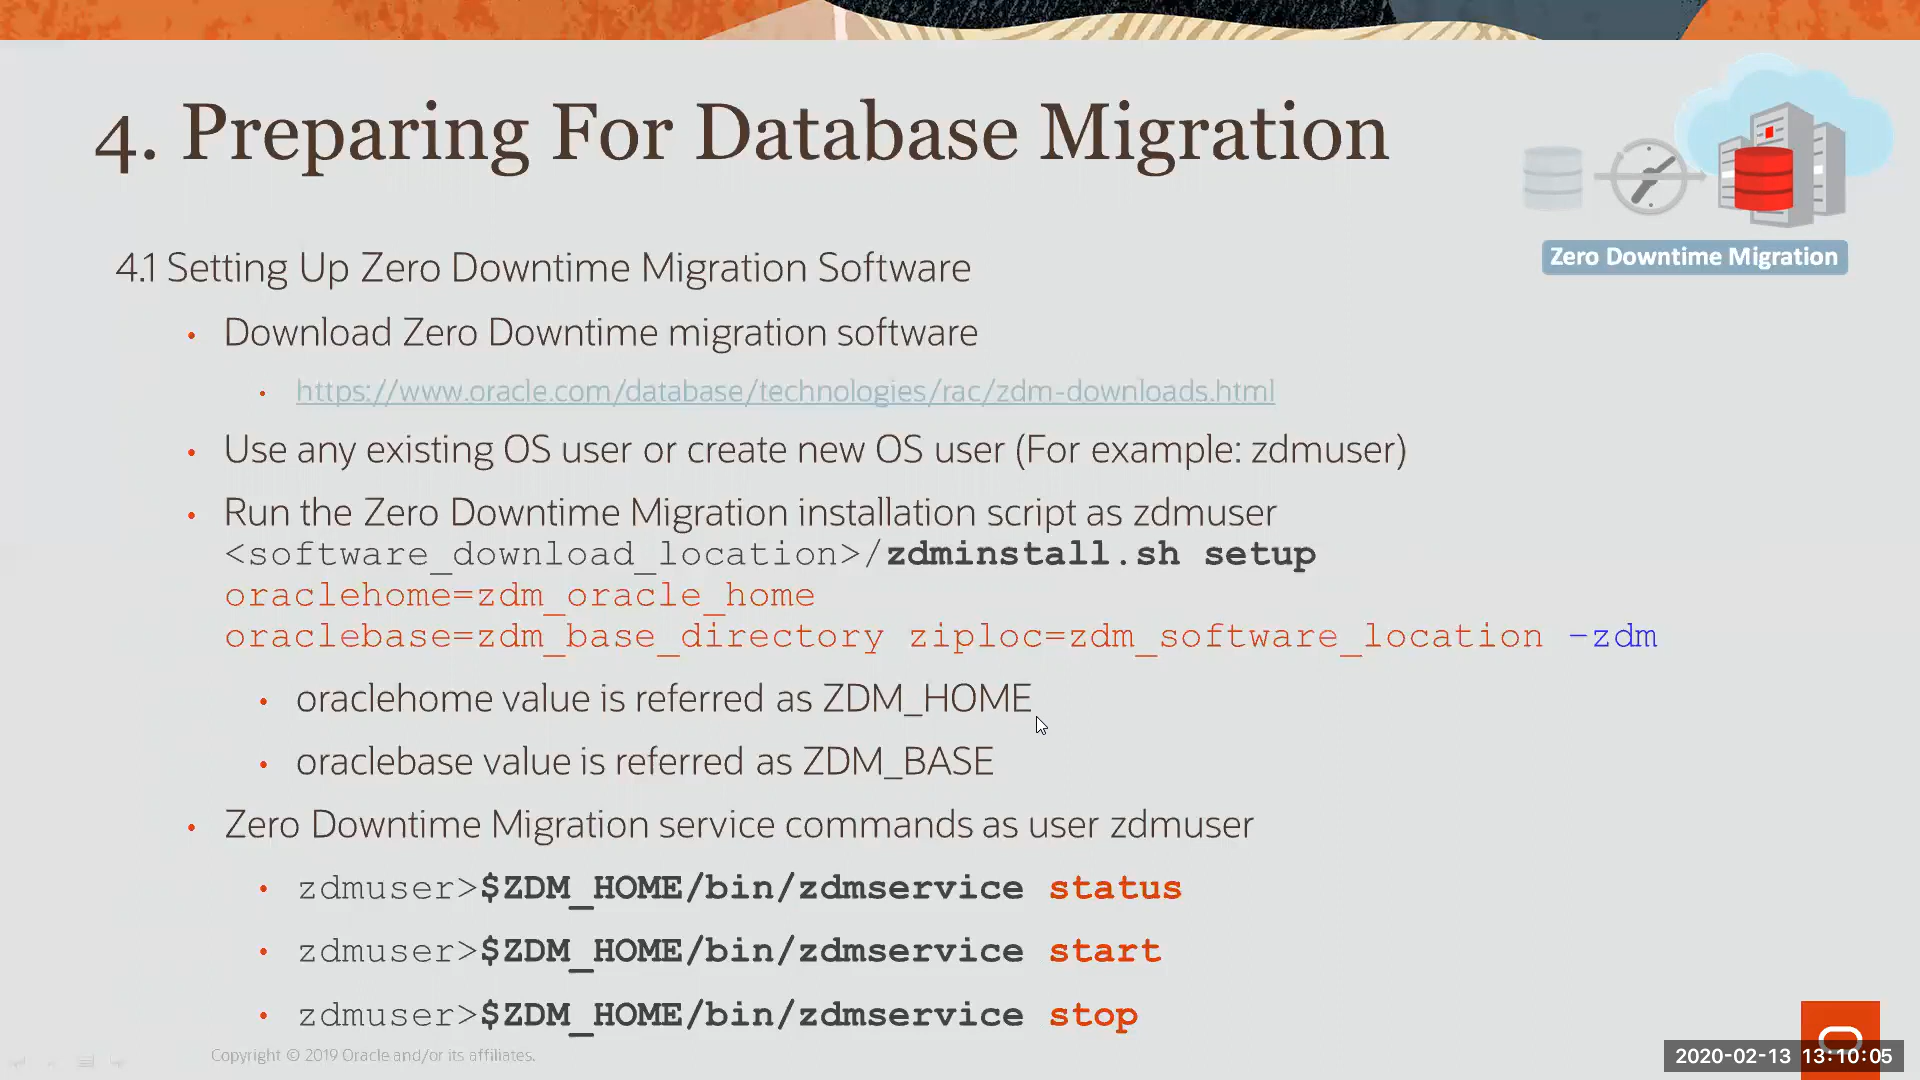 4. Preparing For Database Migration
Zero Downtime Migration
4.1 Setting Up Zero Downtime Migration Software
• Download Zero Downtime migration software
• https://www.oracle.com/database/technologies/rac/zdm-downloads.html
• Use any existing OS user or create new OS user (For example: zdmuser)
• Run the Zero Downtime Migration installation script as zdmuser
<software_download_location>/zdminstall.sh setup
oraclehome=zdm_oracle_home
oraclebase=zdm_base_directory ziploc=zdm_software_location –zdm
• oraclehome value is referred as ZDM_HOME
• oraclebase value is referred as ZDM_BASE
• Zero Downtime Migration service commands as user zdmuser
• zdmuser>$ZDM_HOME/bin/zdmservice status
• zdmuser>$ZDM_HOME/bin/zdmservice start
• zdmuser>$ZDM_HOME/bin/zdmservice stop
Copyright © 2019 Oracle and/or its affiliates.
2020-02-13 13:10:05